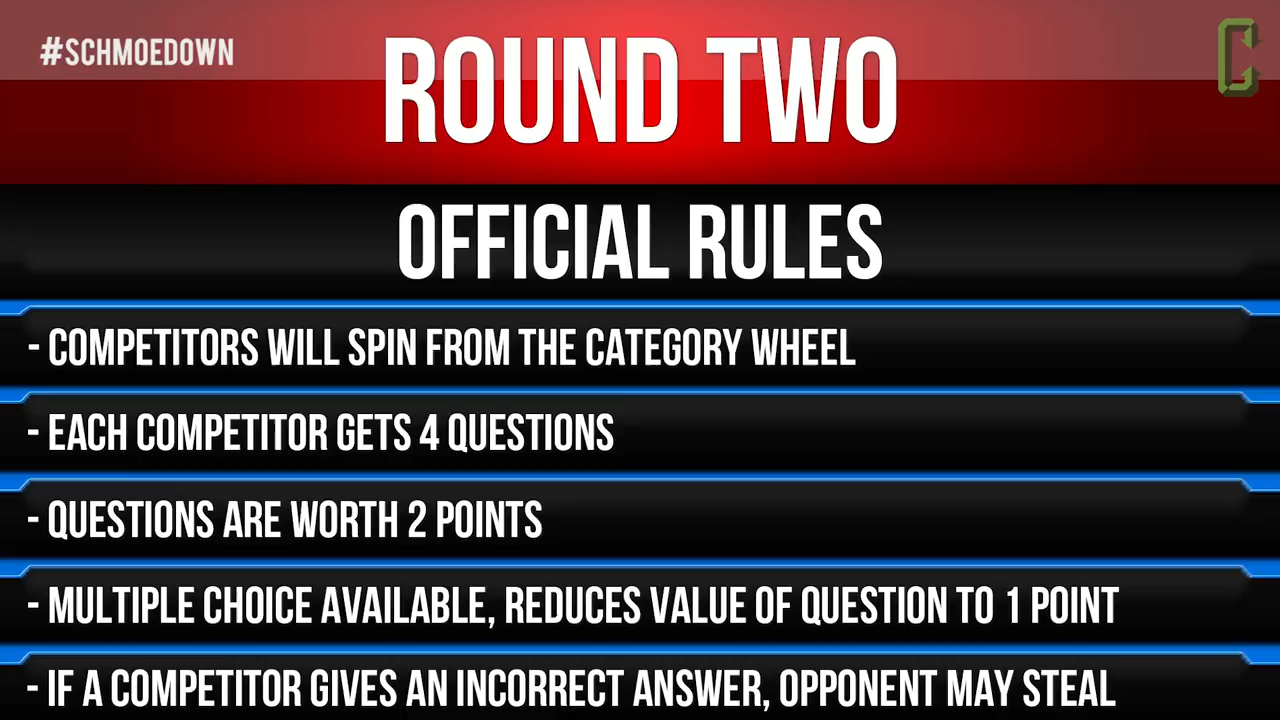 #SCHMOEDOWN
ROUND TWO
OFFICIAL RULES
- COMPETITORS WILL SPIN FROM THE CATEGORY WHEEL
- EACH COMPETITOR GETS 4 QUESTIONS
- QUESTIONS ARE WORTH 2 POINTS
- MULTIPLE CHOICE AVAILABLE, REDUCES VALUE OF QUESTION TO 1 POINT
- IF A COMPETITOR GIVES AN INCORRECT ANSWER, OPPONENT MAY STEAL